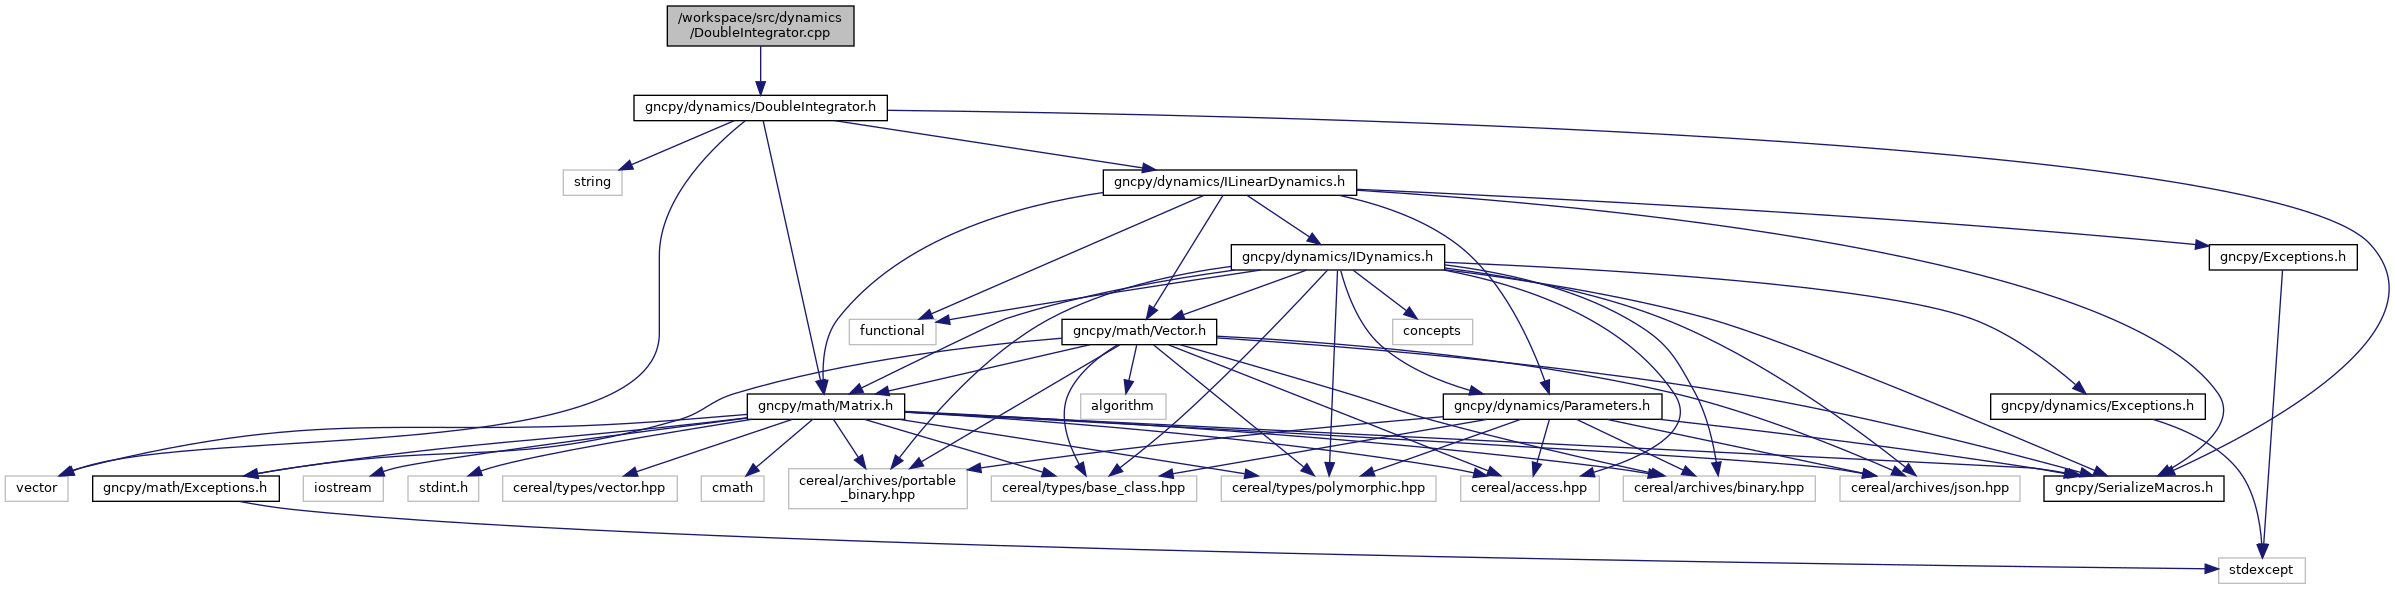 /workspace/src/dynamics
/DoubleIntegrator.cpp
gncpy/dynamics/DoubleIntegrator.h
string
gncpy/dynamics/ILinearDynamics.h
gncpy/dynamics/IDynamics.h
gncpy/Exceptions.h
functional
gncpy/math/Vector.h
concepts
gncpy/math/Matrix.h
algorithm
gncpy/dynamics/Parameters.h
gncpy/dynamics/Exceptions.h
vector
gncpy/math/Exceptions.h
iostream
stdint.h
cereal/types/vector.hpp
cmath
cereal/archives/portable
_binary.hpp
cereal/types/base_class.hpp
cereal/types/polymorphic.hpp
cereal/access.hpp
cereal/archives/binary.hpp
cereal/archives/json.hpp
gncpy/SerializeMacros.h
stdexcept